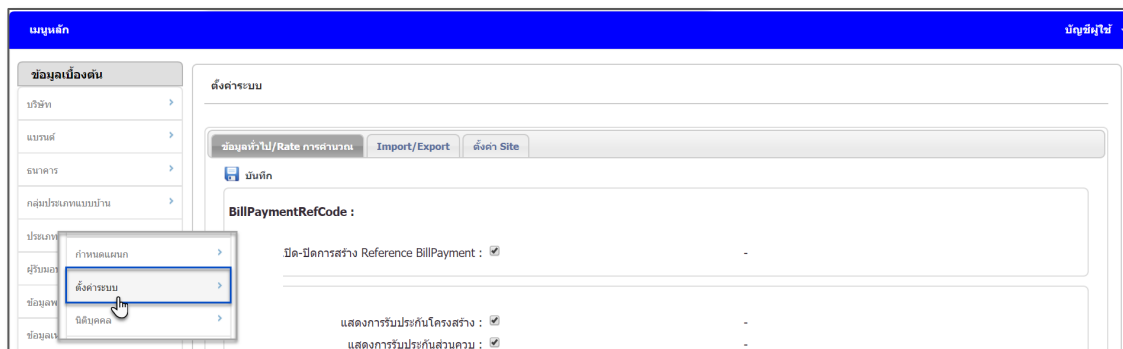 เมนูหลัก
บัญชีผู้ใช้
ข้อมูลเบื้องต้น
บริษัท
แบรนด์
ธนาคาร
กลุ่มประเภทแบบบ้าน
ประเภท
ผู้รับมอ
ข้อมูลพ
ข้อมูลเ
กำหนดแผนก
ตั้งค่าระบบ
นิติบุคคล
ตั้งค่าระบบ
ข้อมูลทั่วไป/Rate การคำนวณ Import/Export ตั้งค่า Site
บันทึก
BillPaymentRefCode :
ปิด-ปิดการสร้าง Reference BillPayment : -
แสดงการรับประกันโครงสร้าง : -
แสดงการรับประกันส่วนควบ : -